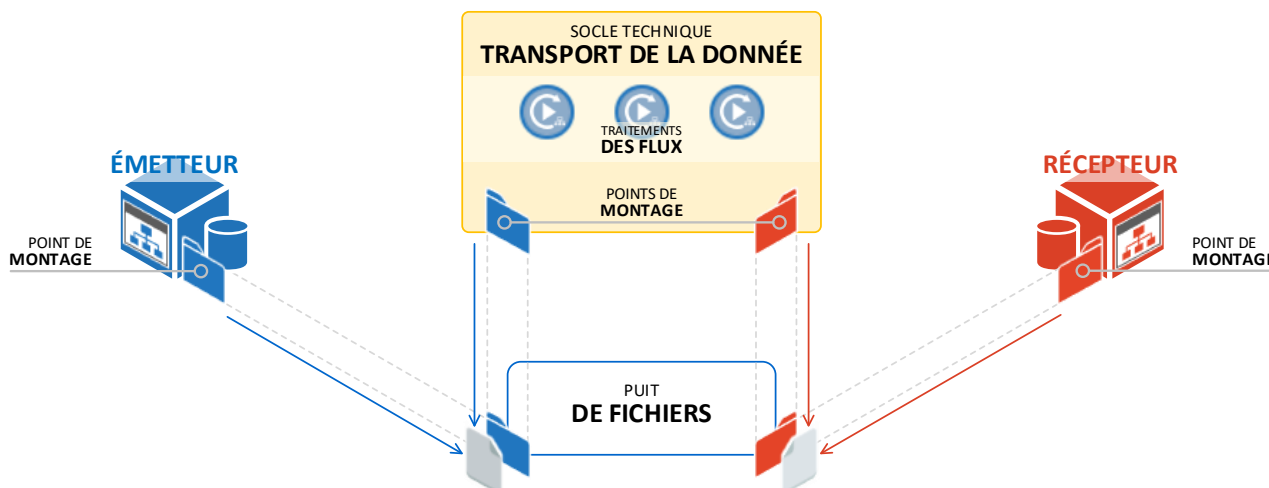 SOCLE TECHNIQUE
TRANSPORT DE LA DONNÉE
TRAITEMENTS
DES FLUX
ÉMETTEUR
RÉCEPTEUR
POINTS DE
MONTAGE
POINT DE
MONTAGE
POINT DE
MONTAGE
PUIT
DE FICHIERS